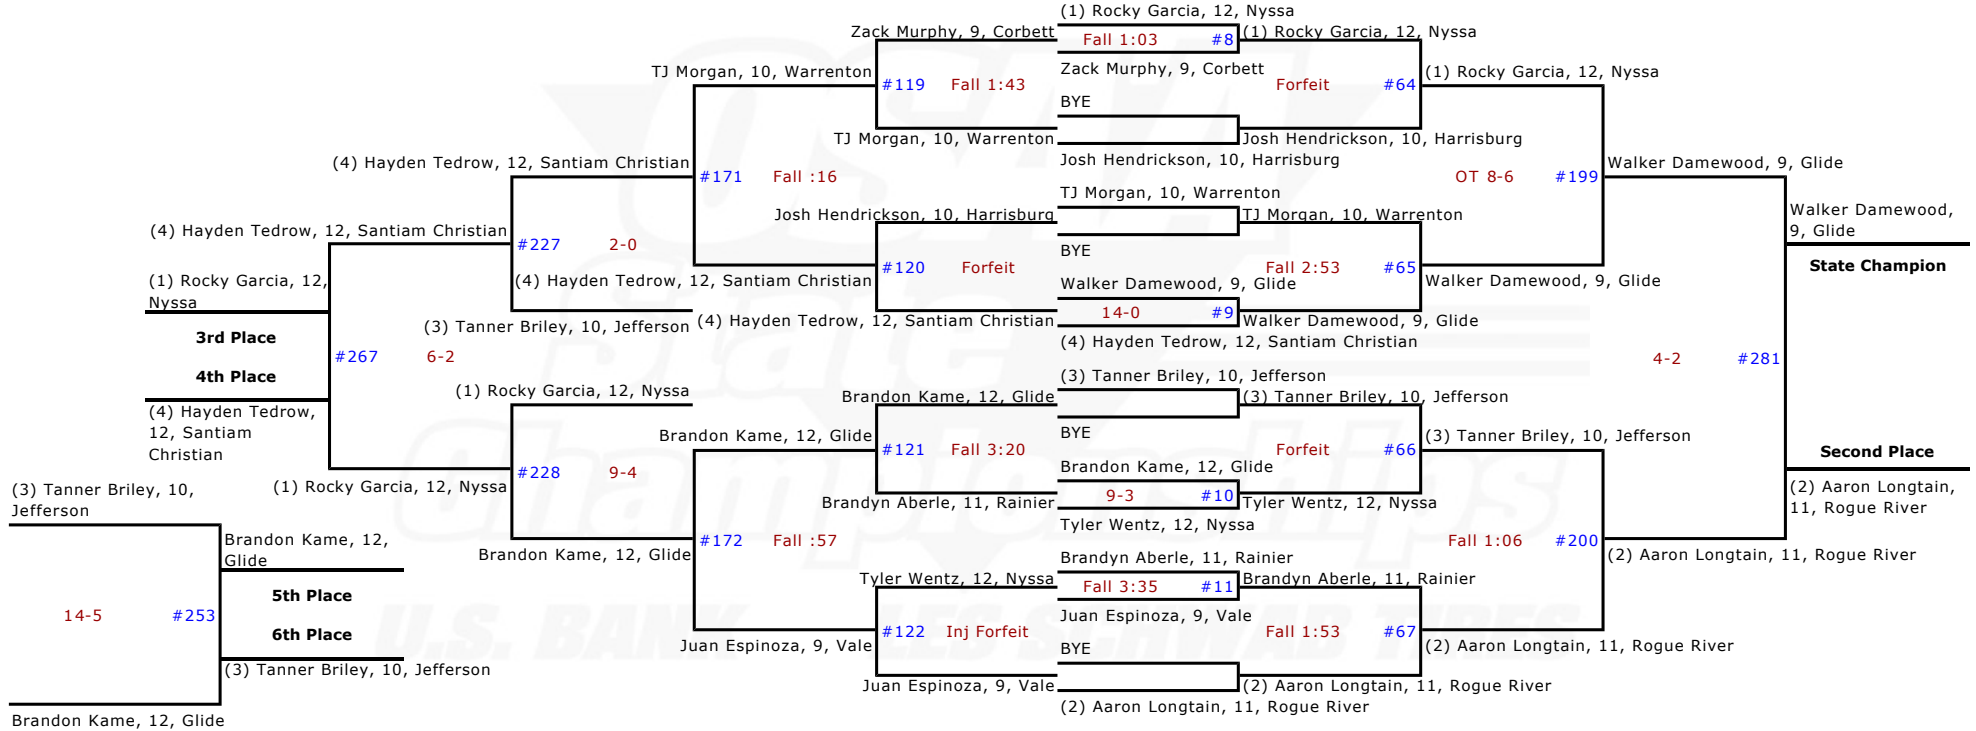 (1) Rocky Garcia, 12, Nyssa
Fall 1:03 #8
Zack Murphy, 9, Corbett
BYE
Josh Hendrickson, 10, Harrisburg
TJ Morgan, 10, Warrenton
BYE
Walker Damewood, 9, Glide
14-0 #9
(4) Hayden Tedrow, 12, Santiam Christian
(3) Tanner Briley, 10, Jefferson
BYE
Brandon Kame, 12, Glide
9-3 #10
Tyler Wentz, 12, Nyssa
Brandyn Aberle, 11, Rainier
Fall 3:35 #11
Juan Espinoza, 9, Vale
BYE
(2) Aaron Longtain, 11, Rogue River
(1) Rocky Garcia, 12, Nyssa
Forfeit #64
Josh Hendrickson, 10, Harrisburg
TJ Morgan, 10, Warrenton
Fall 2:53 #65
Walker Damewood, 9, Glide
(3) Tanner Briley, 10, Jefferson
Forfeit #66
Tyler Wentz, 12, Nyssa
Brandyn Aberle, 11, Rainier
Fall 1:53 #67
(2) Aaron Longtain, 11, Rogue River
(1) Rocky Garcia, 12, Nyssa
OT 8-6 #199
Walker Damewood, 9, Glide
(3) Tanner Briley, 10, Jefferson
Fall 1:06 #200
(2) Aaron Longtain, 11, Rogue River
Walker Damewood, 9, Glide
4-2 #281
(2) Aaron Longtain, 11, Rogue River
Walker Damewood,
9, Glide
State Champion
Second Place
(2) Aaron Longtain,
11, Rogue River
Zack Murphy, 9, Corbett
#119 Fall 1:43
TJ Morgan, 10, Warrenton
Josh Hendrickson, 10, Harrisburg
#120 Forfeit
(4) Hayden Tedrow, 12, Santiam Christian
Brandon Kame, 12, Glide
#121 Fall 3:20
Brandyn Aberle, 11, Rainier
Tyler Wentz, 12, Nyssa
#122 Inj Forfeit
Juan Espinoza, 9, Vale
TJ Morgan, 10, Warrenton
#171 Fall :16
(4) Hayden Tedrow, 12, Santiam Christian
Brandon Kame, 12, Glide
#172 Fall :57
Juan Espinoza, 9, Vale
(4) Hayden Tedrow, 12, Santiam Christian
#227 2-0
(3) Tanner Briley, 10, Jefferson
(1) Rocky Garcia, 12, Nyssa
#228 9-4
Brandon Kame, 12, Glide
(4) Hayden Tedrow, 12, Santiam Christian
#267 6-2
(1) Rocky Garcia, 12, Nyssa
(1) Rocky Garcia, 12,
Nyssa
3rd Place
4th Place
(4) Hayden Tedrow,
12, Santiam
Christian
(3) Tanner Briley, 10,
Jefferson
14-5 #253
Brandon Kame, 12, Glide
Brandon Kame, 12,
Glide
5th Place
6th Place
(3) Tanner Briley, 10, Jefferson
OSAA
State
Championships
U.S. BANK LES SCHWAB TIRES